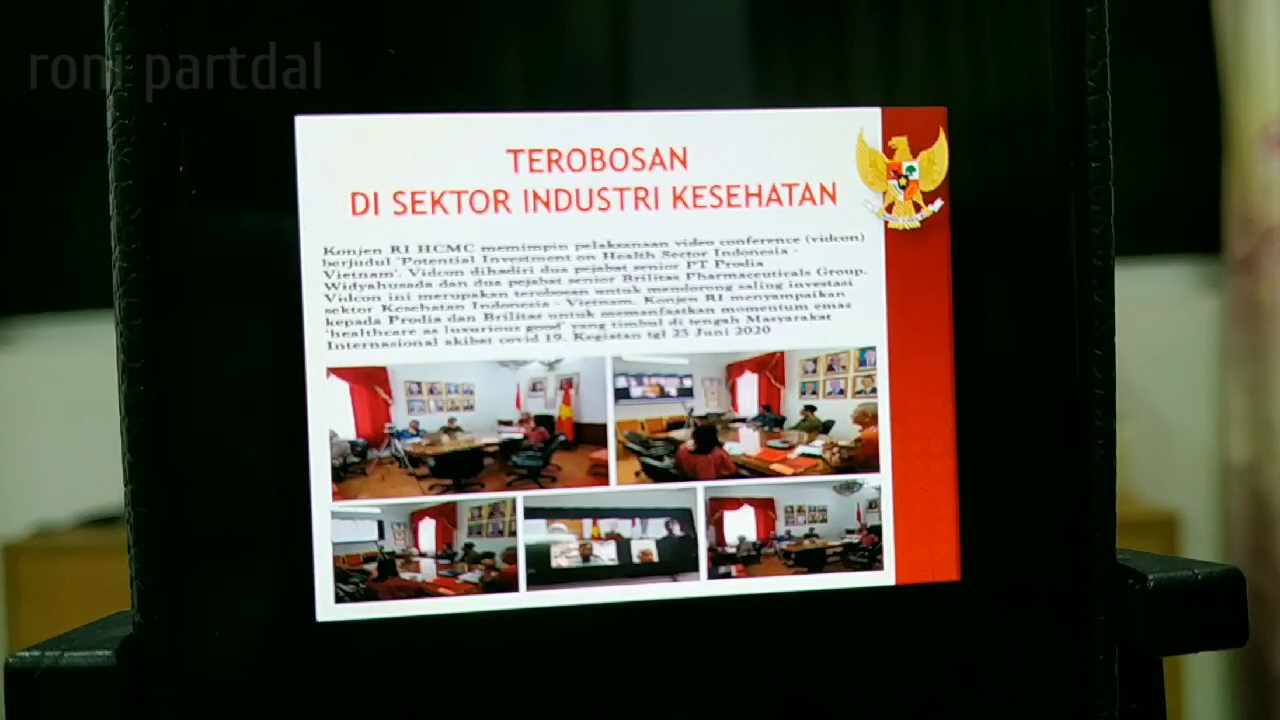 roni partdal
TEROBOSAN
DI SEKTOR INDUSTRI KESEHATAN
Konjen RI HCMC memimpin pelaksanaan video conference (vidcon)
berjudul 'Potential Investment on Health Sector Indonesia -
Vietnam'. Vidcon dihadiri dua pejabat senior PT Prodia
Widyahusada dan dua pejabat senior Brilitas Pharmaceuticals Group.
Vidcon ini merupakan terobosan untuk mendorong saling investasi
sektor Kesehatan Indonesia - Vietnam. Konjen RI menyampaikan
kepada Prodia dan Brilitas untuk memanfaatkan momentum emas
'healthcare as luxurious good' yang timbul di tengah Masyarakat
Internasional akibat covid 19. Kegiatan tgl 23 Juni 2020